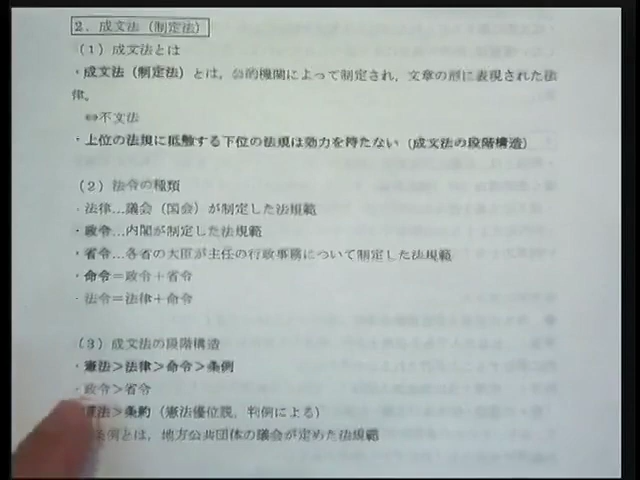 2．成文法（制定法）
（1）成文法とは
・成文法（制定法）とは，公的機関によって制定され，文章の形に表現された法
律。
⇔不文法
・上位の法規に抵触する下位の法規は効力を持たない（成文法の段階構造）
（2）法令の種類
・法律…議会（国会）が制定した法規範
・政令…内閣が制定した法規範
・省令…各省の大臣が主任の行政事務について制定した法規範
・命令＝政令＋省令
・法令＝法律＋命令
（3）成文法の段階構造
・憲法＞法律＞命令＞条例
・政令＞省令
憲法＞条約（憲法優位説，判例による）
条例とは，地方公共団体の議会が定めた法規範